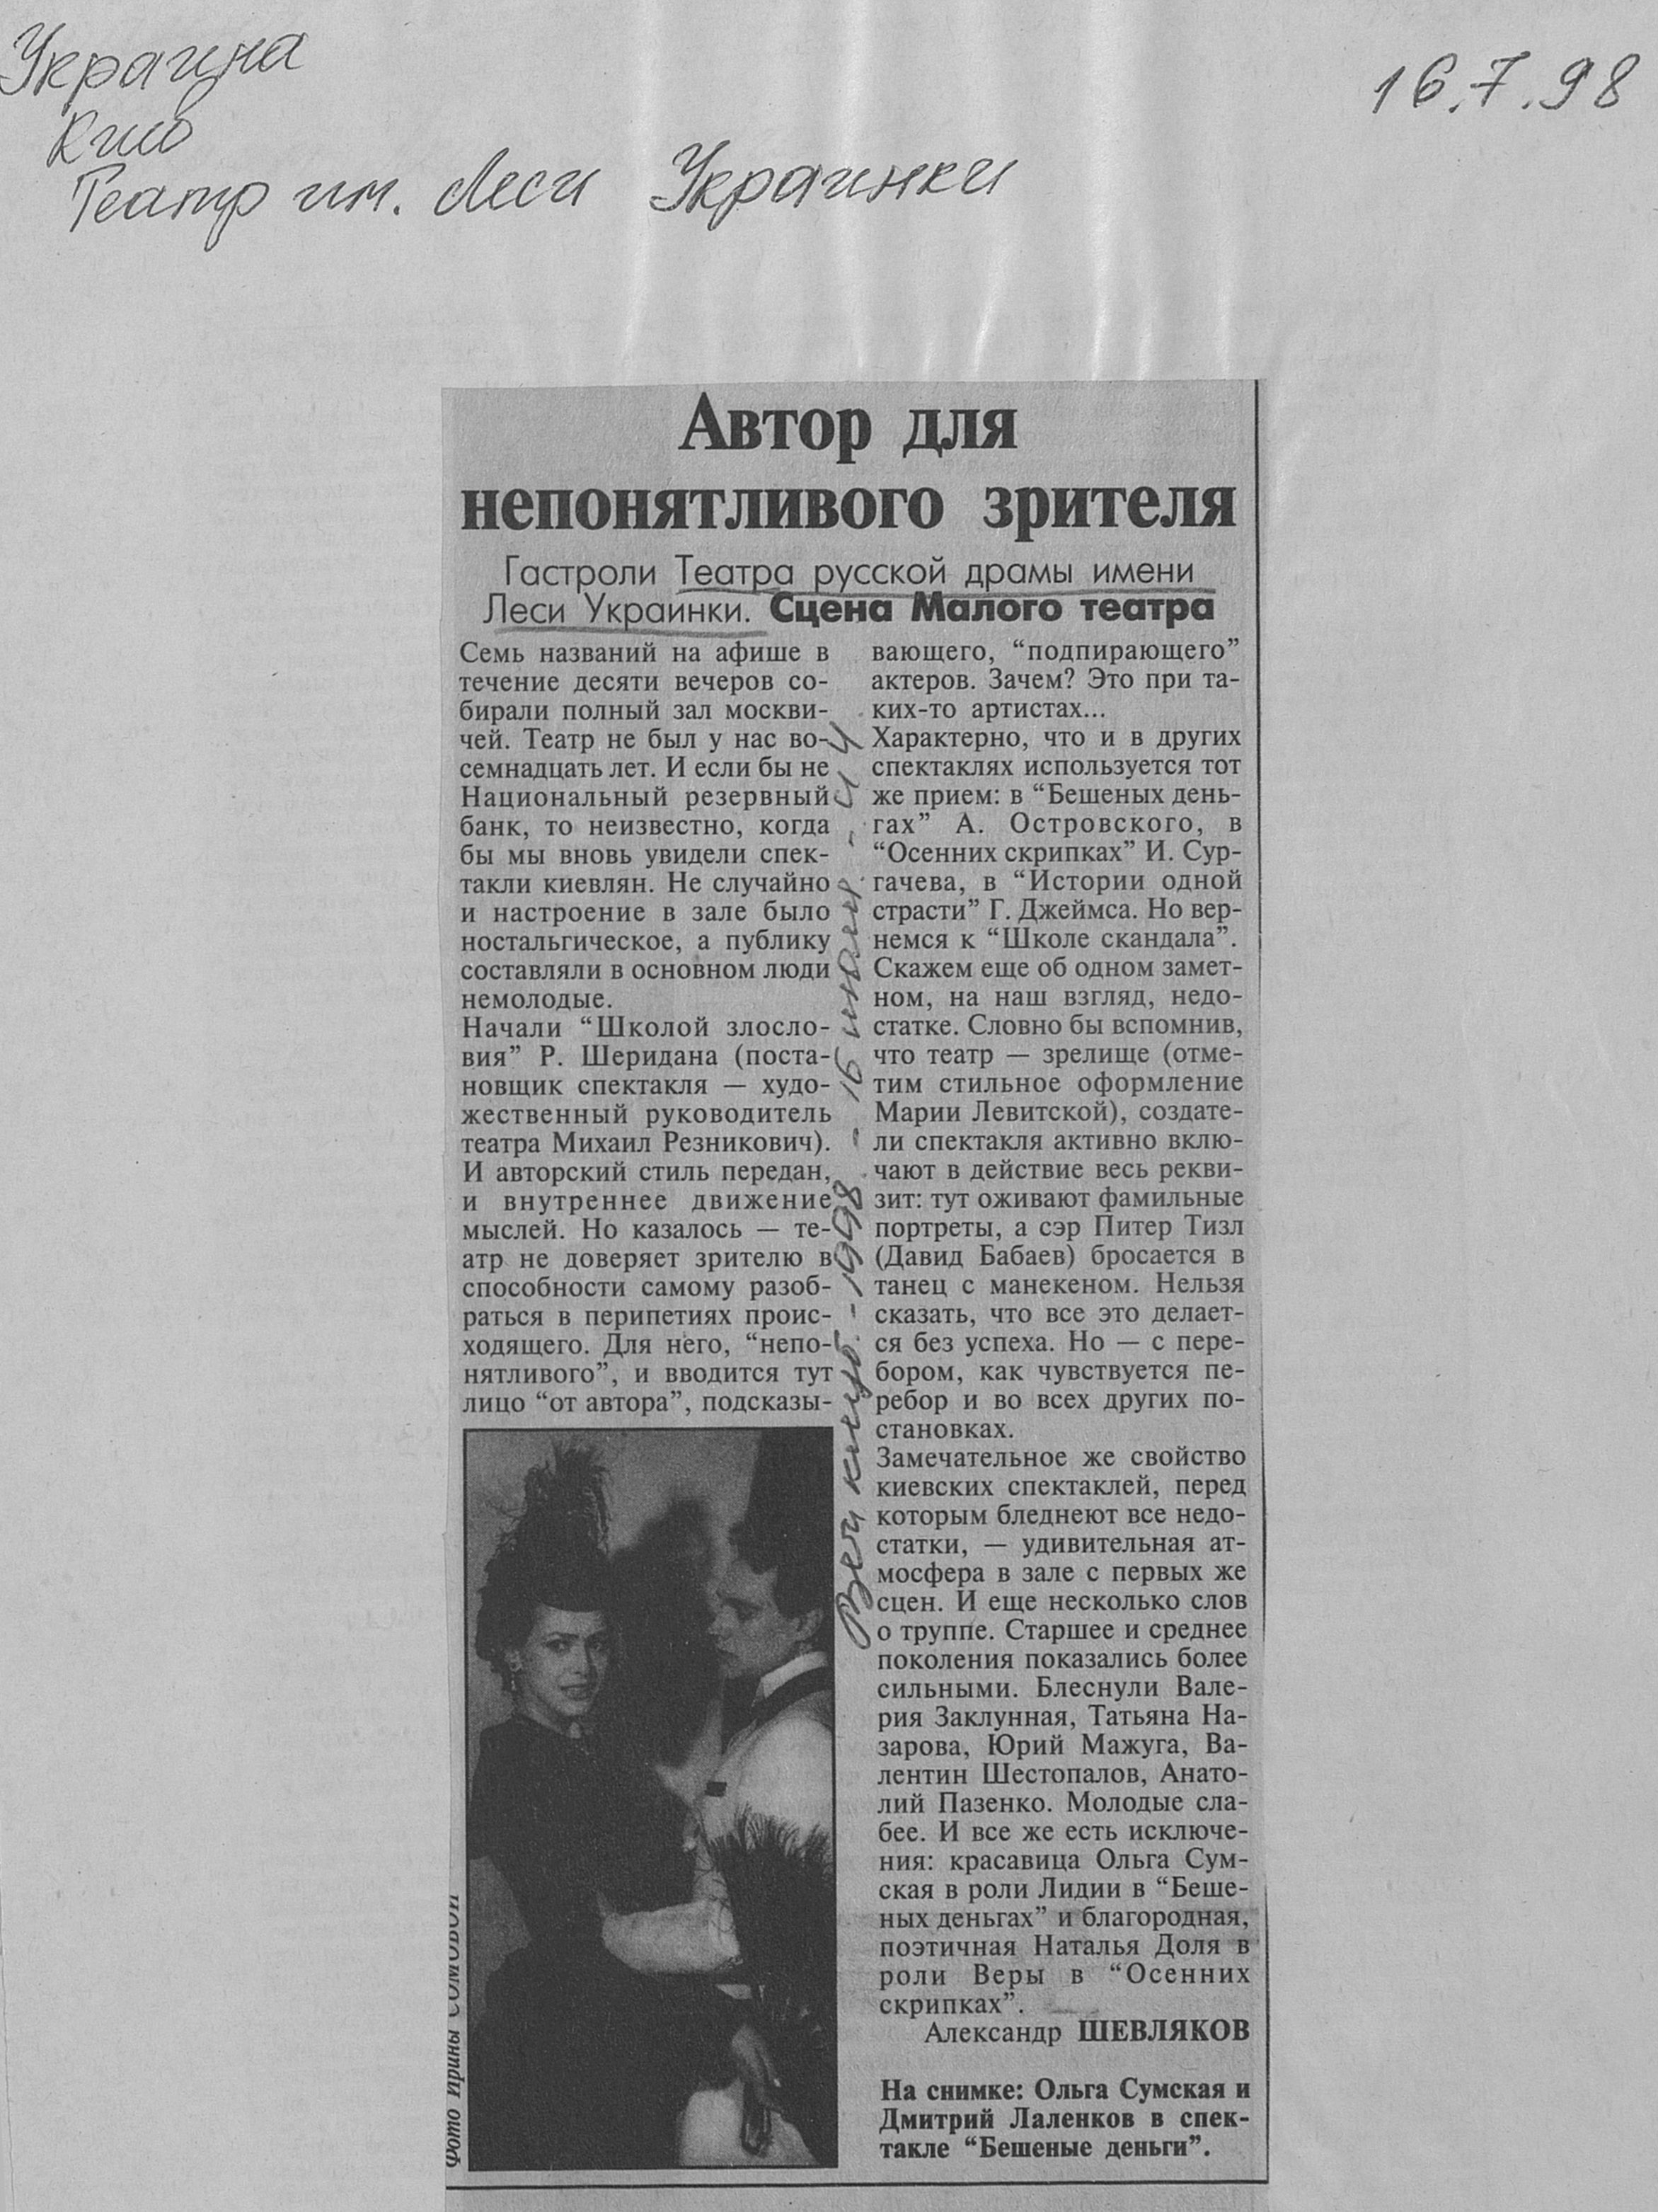 Украина
Киев
Театр им. Леси Украинки
16.7.98
Автор для
непонятливого зрителя
Гастроли Театра русской драмы имени
Леси Украинки. Сцена Малого театра
Семь названий на афише в
течение десяти вечеров со-
бирали полный зал москви-
чей. Театр не был у нас во-
семнадцать лет. И если бы не
Национальный резервный
банк, то неизвестно, когда
бы мы вновь увидели спек-
такли киевлян. Не случайно
и настроение в зале было
ностальгическое, а публику
составляли в основном люди
немолодые.
Начали “Школой злосло-
вия” Р. Шеридана (поста-
новщик спектакля — худо-
жественный руководитель
театра Михаил Резникович).
И авторский стиль передан,
и внутреннее движение
мыслей. Но казалось — те-
атр не доверяет зрителю в
способности самому разоб-
раться в перипетиях проис-
ходящего. Для него, “непо-
нятливого”, и вводится тут
лицо “от автора”, подсказы-
вающего, “подпирающего”
актеров. Зачем? Это при та-
ких-то артистах...
Характерно, что и в других
спектаклях используется тот
же прием: в “Бешеных день-
гах” А. Островского, в
“Осенних скрипках” И. Сур-
гачева, в “Истории одной
страсти” Г. Джеймса. Но вер-
немся к “Школе скандала”.
Скажем еще об одном замет-
ном, на наш взгляд, недо-
статке. Словно бы вспомнив,
что театр — зрелище (отме-
тим стильное оформление
Марии Левитской), создате-
ли спектакля активно вклю-
чают в действие весь рекви-
зит: тут оживают фамильные
портреты, а сэр Питер Тизл
(Давид Бабаев) бросается в
танец с манекеном. Нельзя
сказать, что все это делает-
ся без успеха. Но — с пере-
бором, как чувствуется пе-
ребор и во всех других по-
становках.
Замечательное же свойство
киевских спектаклей, перед
которым бледнеют все недо-
статки, — удивительная ат-
мосфера в зале с первых же
сцен. И еще несколько слов
о труппе. Старшее и среднее
поколения показались более
сильными. Блеснули Вале-
рия Заклунная, Татьяна На-
зарова, Юрий Мажуга, Ва-
лентин Шестопалов, Анато-
лий Пазенко. Молодые сла-
бее. И все же есть исключе-
ния: красавица Ольга Сум-
ская в роли Лидии в “Беше-
ных деньгах” и благородная,
поэтичная Наталья Доля в
роли Веры в “Осенних
скрипках”.
Александр ШЕВЛЯКОВ
На снимке: Ольга Сумская и
Дмитрий Лаленков в спек-
такле “Бешеные деньги”.
Фото Ирины СОМОВОЙ
Веч клуб. - 1998. - 16 июля.